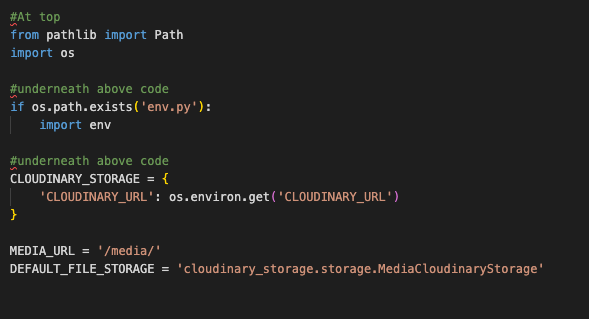 #At top
from pathlib import Path
import os
#underneath above code
if os.path.exists('env.py'):
    import env
#underneath above code
CLOUDINARY_STORAGE = {
    'CLOUDINARY_URL': os.environ.get('CLOUDINARY_URL')
}
MEDIA_URL = '/media/'
DEFAULT_FILE_STORAGE = 'cloudinary_storage.storage.MediaCloudinaryStorage'